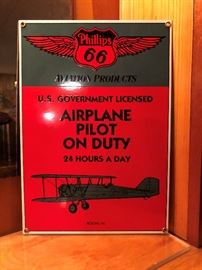 Phillips
66
AVIATION PRODUCTS
U.S. GOVERNMENT LICENSED
AIRPLANE
PILOT
ON DUTY
24 HOURS A DAY